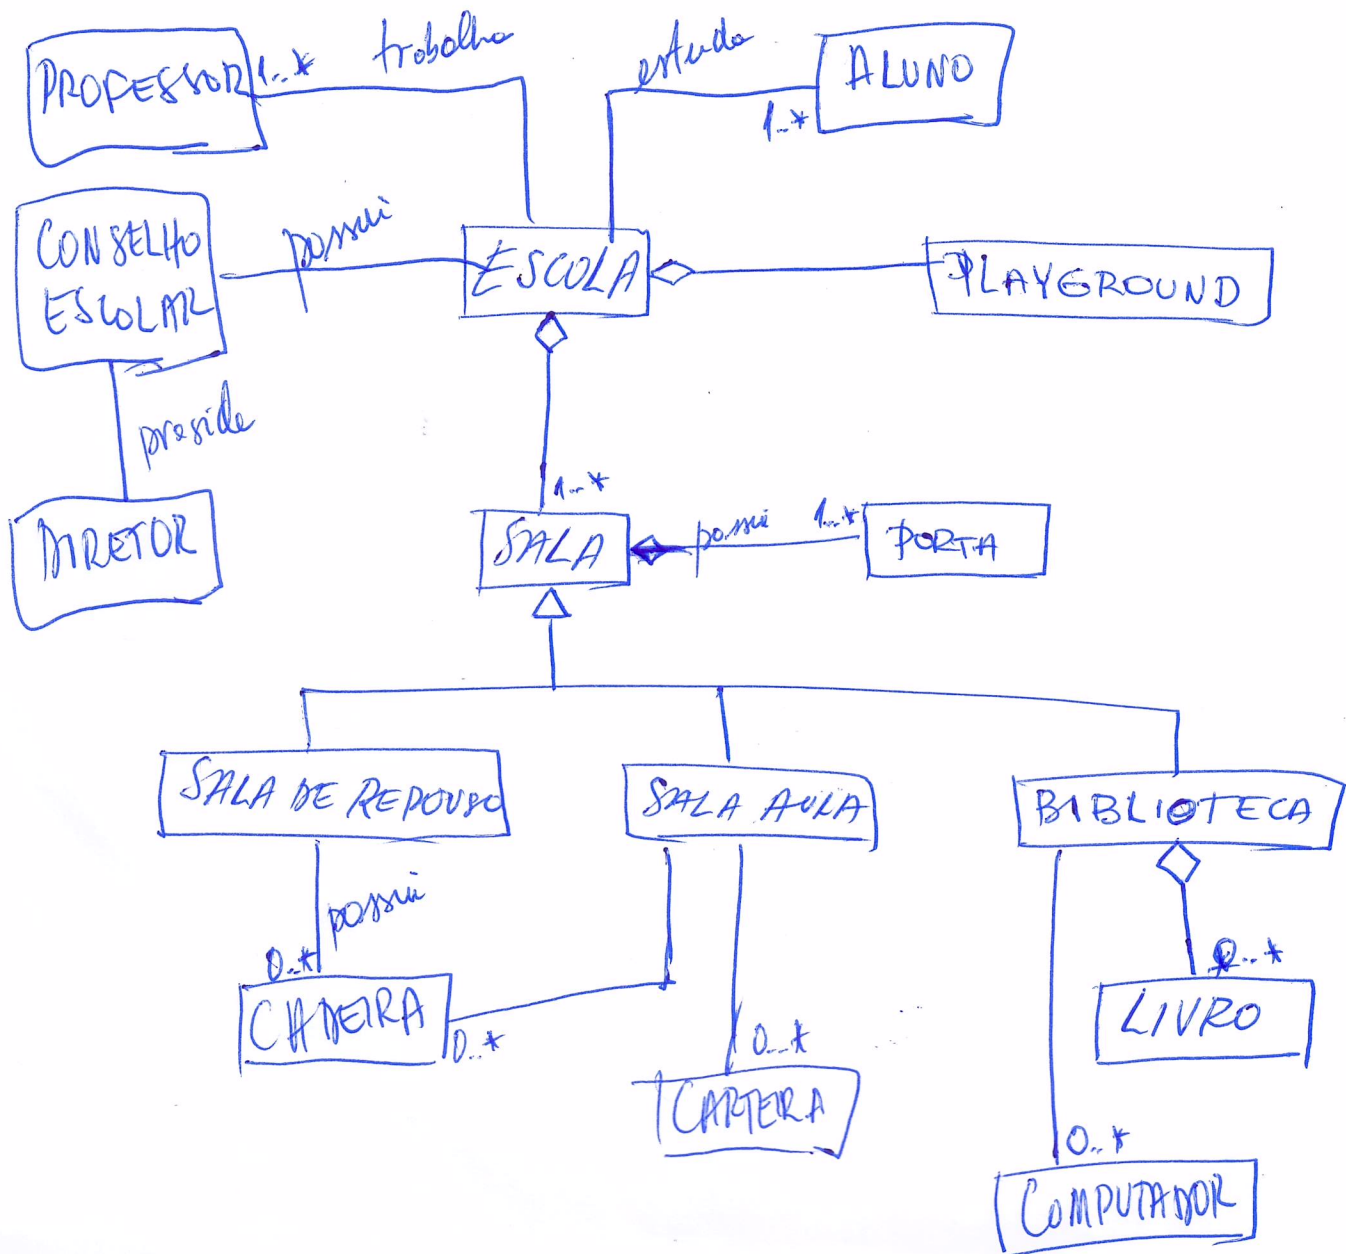 PROFESSOR
1..*
trabalha
estuda
1..*
ALUNO
CONSELHO
ESCOLAR
possui
ESCOLA
PLAYGROUND
preside
DIRETOR
1..*
SALA
possui
1..*
PORTA
SALA DE REPOUSO
SALA AULA
BIBLIOTECA
possui
0..*
CADEIRA
0..*
0..*
CARTEIRA
0..*
LIVRO
0..*
COMPUTADOR